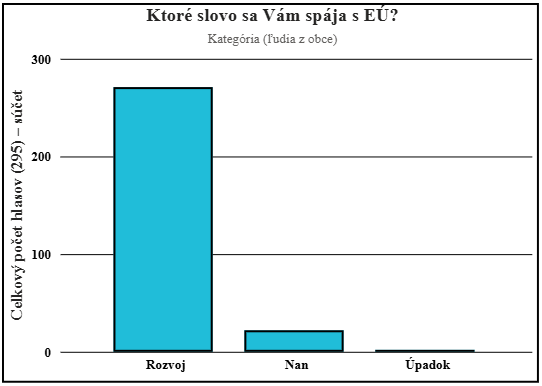 Ktoré slovo sa Vám spája s EÚ?
Kategória (ľudia z obce)
Celkový počet hlasov (295) – súčet
300
200
100
0
Rozvoj Nan Úpadok